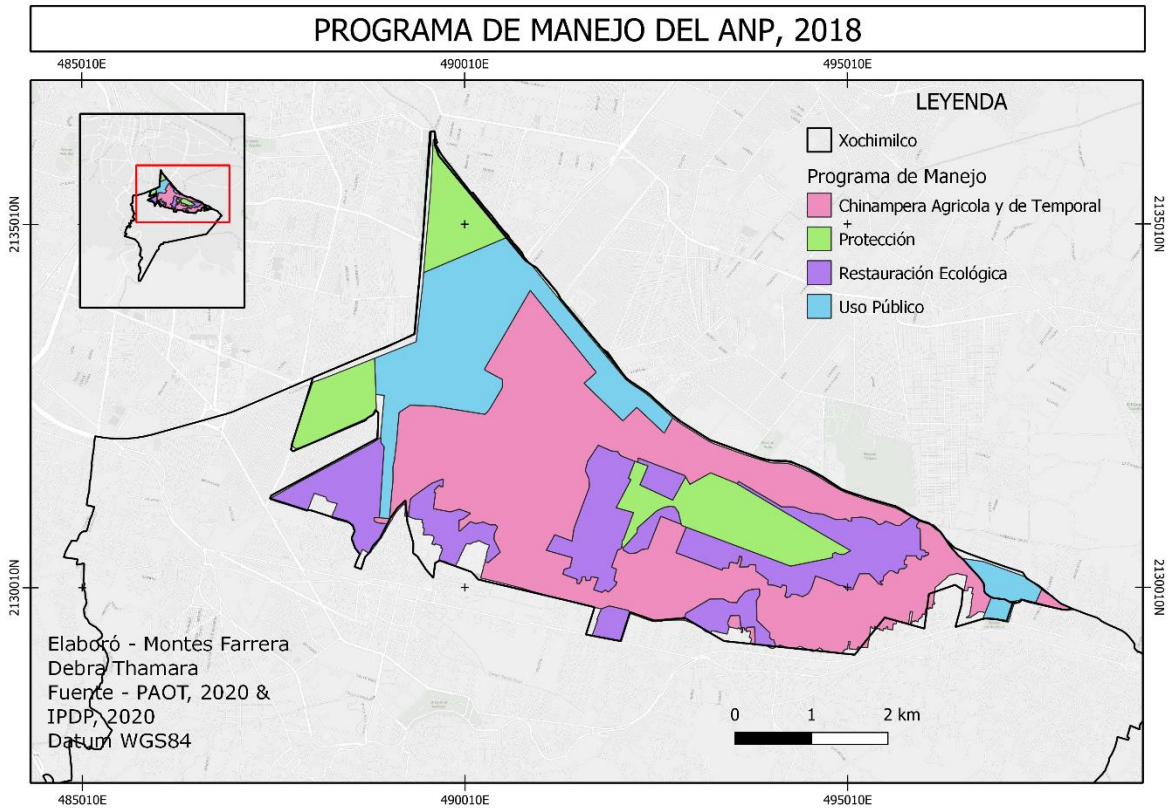 PROGRAMA DE MANEJO DEL ANP, 2018
485010E
490010E
495010E
LEYENDA
Xochimilco
Programa de Manejo
Chinampera Agricola y de Temporal
Protección
Restauración Ecológica
Uso Público
2135010N
2135010N
2130010N
2130010N
Elaboró - Montes Farrera
Debra Thamara
Fuente - PAOT, 2020 &
IPDP, 2020
Datum WGS84
0 1 2 km
485010E
490010E
495010E